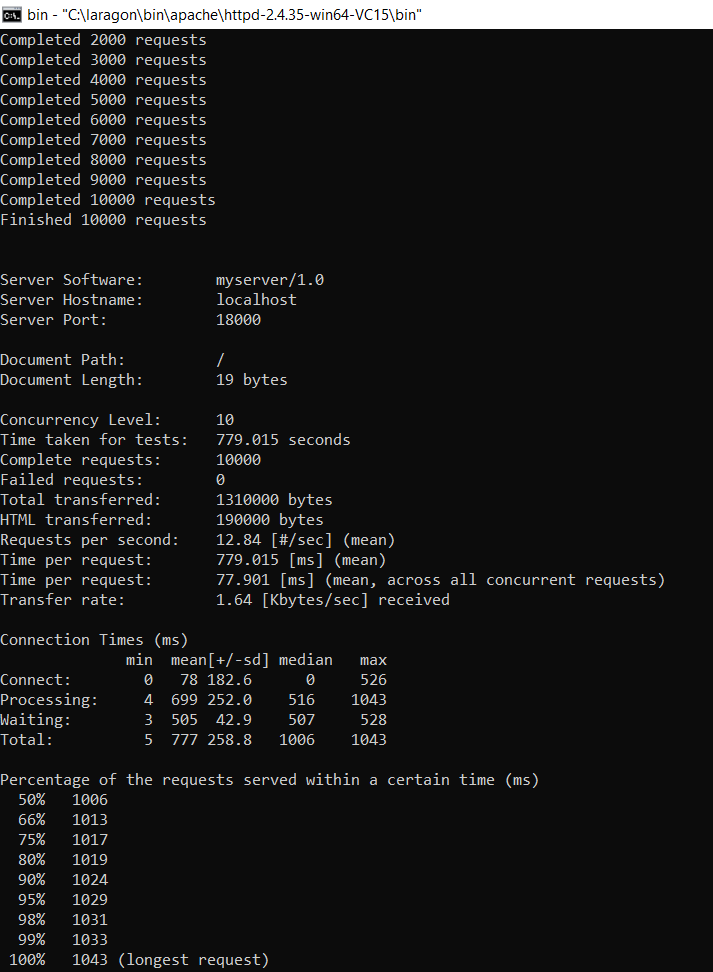 bin - "C:\laragon\bin\apache\httpd-2.4.35-win64-VC15\bin"
Completed 2000 requests
Completed 3000 requests
Completed 4000 requests
Completed 5000 requests
Completed 6000 requests
Completed 7000 requests
Completed 8000 requests
Completed 9000 requests
Completed 10000 requests
Finished 10000 requests
Server Software:        myserver/1.0
Server Hostname:        localhost
Server Port:            18000
Document Path:          /
Document Length:        19 bytes
Concurrency Level:      10
Time taken for tests:   779.015 seconds
Complete requests:      10000
Failed requests:        0
Total transferred:      1310000 bytes
HTML transferred:       190000 bytes
Requests per second:    12.84 [#/sec] (mean)
Time per request:       779.015 [ms] (mean)
Time per request:       77.901 [ms] (mean, across all concurrent requests)
Transfer rate:          1.64 [Kbytes/sec] received
Connection Times (ms)
              min  mean[+/-sd] median   max
Connect:        0   78 182.6      0     526
Processing:     4  699 252.0    516    1043
Waiting:        3  505  42.9    507     528
Total:          5  777 258.8   1006    1043
Percentage of the requests served within a certain time (ms)
  50%   1006
  66%   1013
  75%   1017
  80%   1019
  90%   1024
  95%   1029
  98%   1031
  99%   1033
 100%   1043 (longest request)